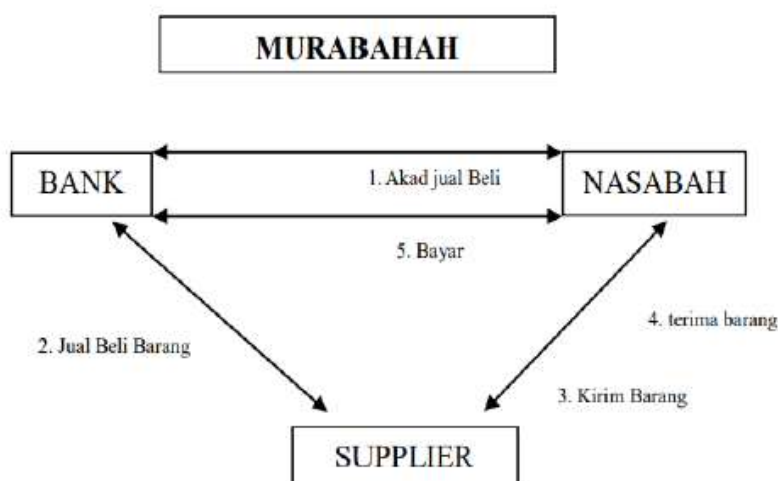 MURABAHAH
BANK
1. Akad jual Beli
NASABAH
5. Bayar
4. terima barang
2. Jual Beli Barang
3. Kirim Barang
SUPPLIER